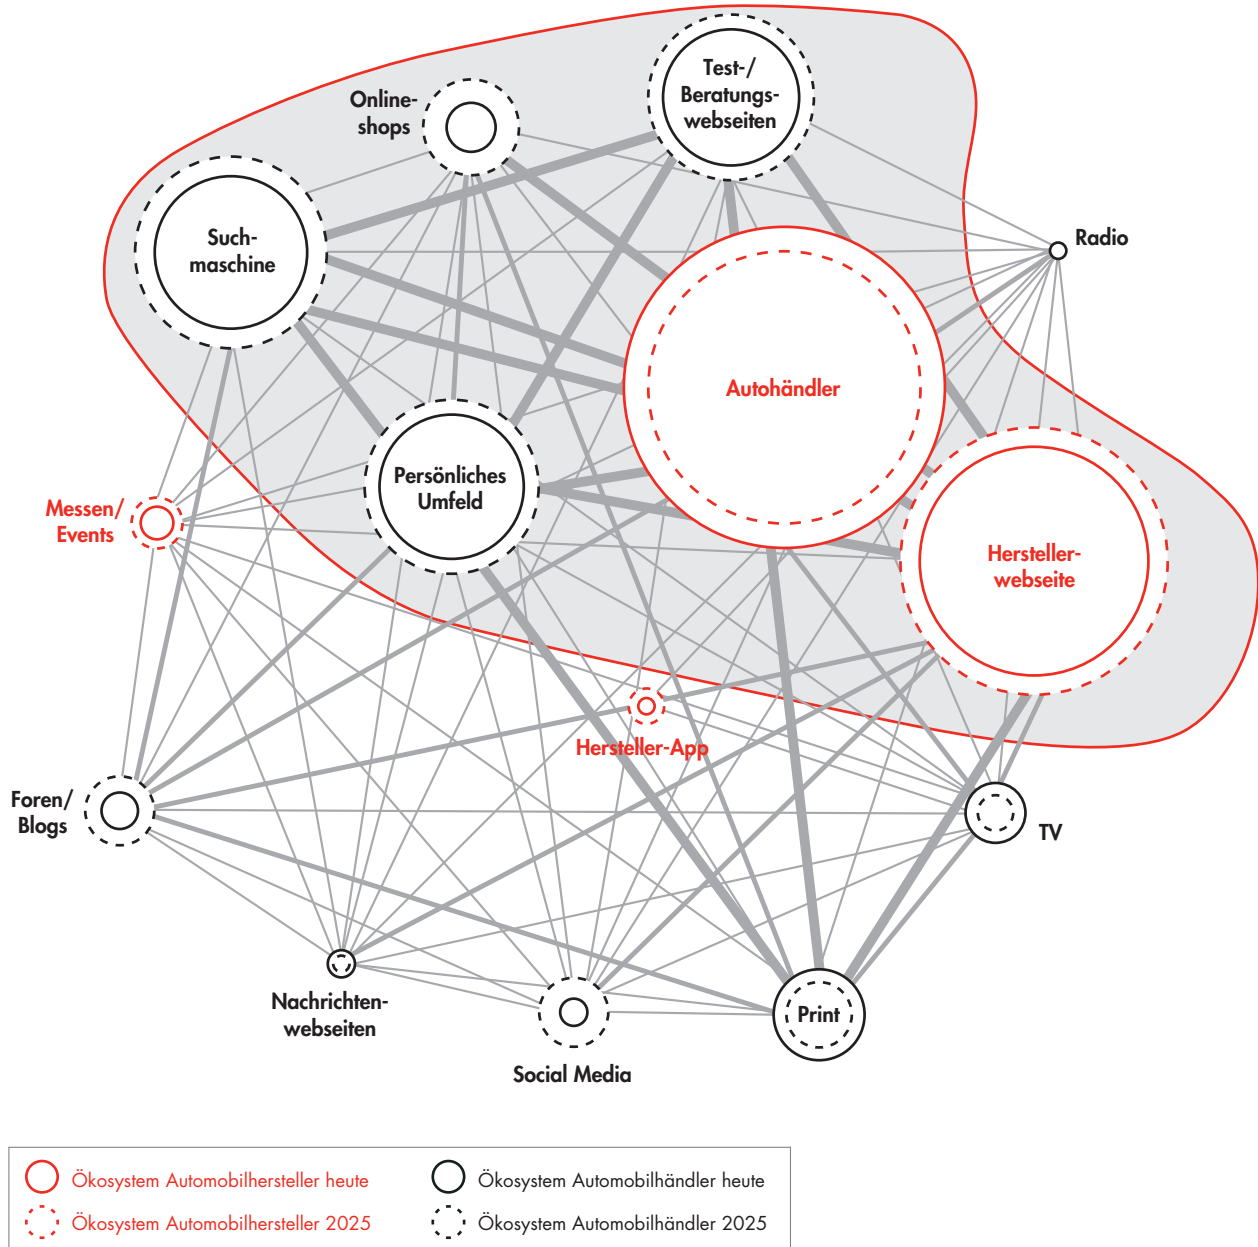 Test-/
Beratungs-
webseiten
Online-
shops
Such-
maschine
Radio
Autohändler
Persönliches
Umfeld
Messen/
Events
Hersteller-
webseite
Hersteller-App
Foren/
Blogs
TV
Nachrichten-
webseiten
Print
Social Media
Ökosystem Automobilhersteller heute
Ökosystem Automobilhändler heute
Ökosystem Automobilhersteller 2025
Ökosystem Automobilhändler 2025